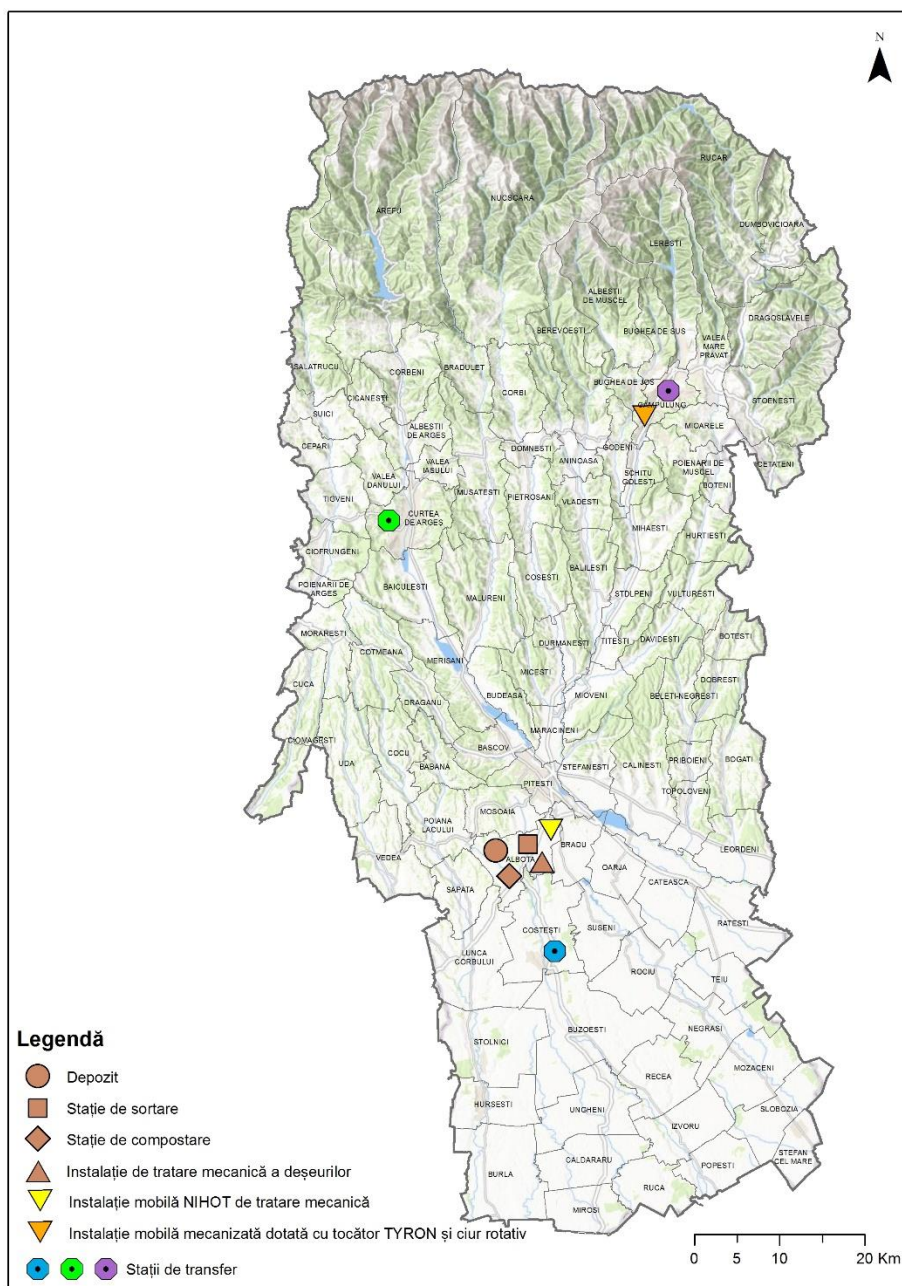 N
RUCAR
NUCSOARA
AREFU
DUMBOVICIOARA
LERESTI
ALBESTII
DE MUSCEL
DRAGOSLAVELE
BEREVOESTI
BUGHEA DE SUS
VALEA
MARE
PRAVAT
SALATRUCU
CORBENI
BRADULET
CORBI
BUGHEA DE JOS
CICANESTI
STOENESTI
CAMPULUNG
SUICI
MIOARELE
ALBESTII
DE ARGES
CEPARI
DOMNESTI
GODENI
ANINOASA
POIENARII DE
MUSCEL
CETATENI
VALEA
IASULUI
VALEA
DANULUI
SCHITU
GOLESTI
BOTENI
TIGVENI
MUSATESTI
PIETROSANI
VLADESTI
CURTEA
DE ARGES
MIHAESTI
HURTIESTI
CIOFRUNGENI
BALILESTI
COSESTI
POIENARII DE
ARGES
BAICULESTI
MALURENI
STDLPENI
VULTURESTI
MORARESTI
DURMANESTI
TITESTI
DAVIDESTI
BOTESTI
COTMEANA
MERISANI
MICESTI
DOBRESTI
CUCA
BUDEASA
MIOVENI
BELETI-NEGRESTI
DRAGANU
MARACINENI
CIOMAGESTI
BASCOV
COCU
UDA
BABANA
STEFANESTI
CALINESTI
PRIBOIENI
BOGATI
PITESTI
TOPOLOVENI
MOSOAIA
POIANA
LACULUI
LEORDENI
BRADU
VEDEA
ALBOTA
OARJA
CATEASCA
SAPATA
RATESTI
COSTEȘTI
SUSENI
LUNCA
CORBULUI
ROCIU
TEIU
BUZOESTI
NEGRASI
STOLNICI
MOZACENI
RECEA
HURSESTI
UNGHENI
SLOBOZIA
IZVORU
STEFAN
CEL MARE
CALDARARU
BURLA
POPESTI
RUCA
MIROSI
Legendă
Depozit
Stație de sortare
Stație de compostare
Instalație de tratare mecanică a deșeurilor
Instalație mobilă NIHOT de tratare mecanică
Instalație mobilă mecanizată dotată cu tocător TYRON și ciur rotativ
Stații de transfer
0 5 10 20 Km